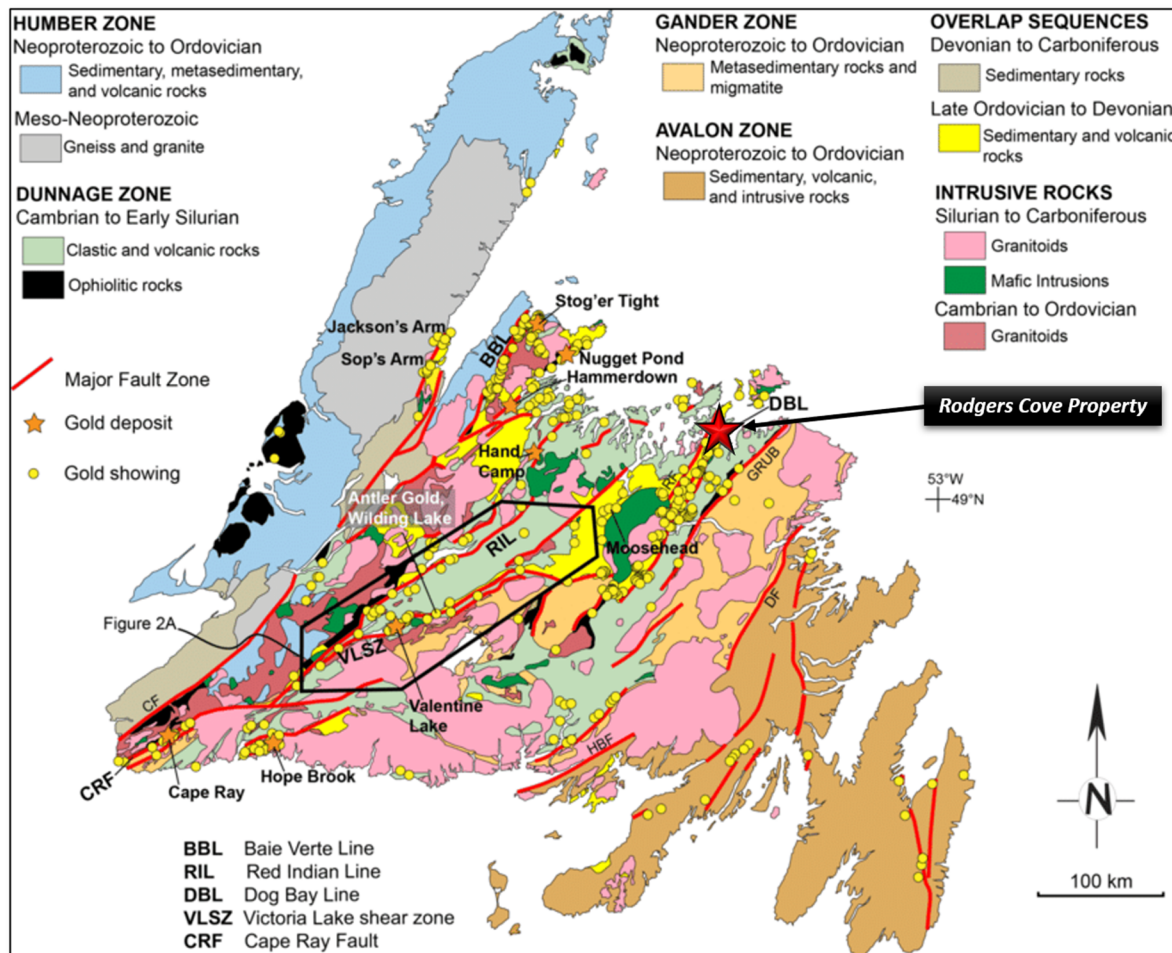 HUMBER ZONE
Neoproterozoic to Ordovician
Sedimentary, metasedimentary,
and volcanic rocks
Meso-Neoproterozoic
Gneiss and granite
DUNNAGE ZONE
Cambrian to Early Silurian
Clastic and volcanic rocks
Ophiolitic rocks
Major Fault Zone
Gold deposit
Gold showing
GANDER ZONE
Neoproterozoic to Ordovician
Metasedimentary rocks and
migmatite
AVALON ZONE
Neoproterozoic to Ordovician
Sedimentary, volcanic,
and intrusive rocks
OVERLAP SEQUENCES
Devonian to Carboniferous
Sedimentary rocks
Late Ordovician to Devonian
Sedimentary and volcanic
rocks
INTRUSIVE ROCKS
Silurian to Carboniferous
Granitoids
Mafic Intrusions
Cambrian to Ordovician
Granitoids
Stog'er Tight
Jackson's Arm
BBL
Sop's Arm
Nugget Pond
Hammerdown
DBL
Rodgers Cove Property
Hand
Camp
GRUB
53°W
49°N
Antler Gold,
Wilding Lake
RIL
Moosehead
Figure 2A
VLSZ
DF
CF
Valentine
Lake
HBF
Hope Brook
Cape Ray
CRF
N
BBL Baie Verte Line
RIL Red Indian Line
DBL Dog Bay Line
VLSZ Victoria Lake shear zone
CRF Cape Ray Fault
100 km